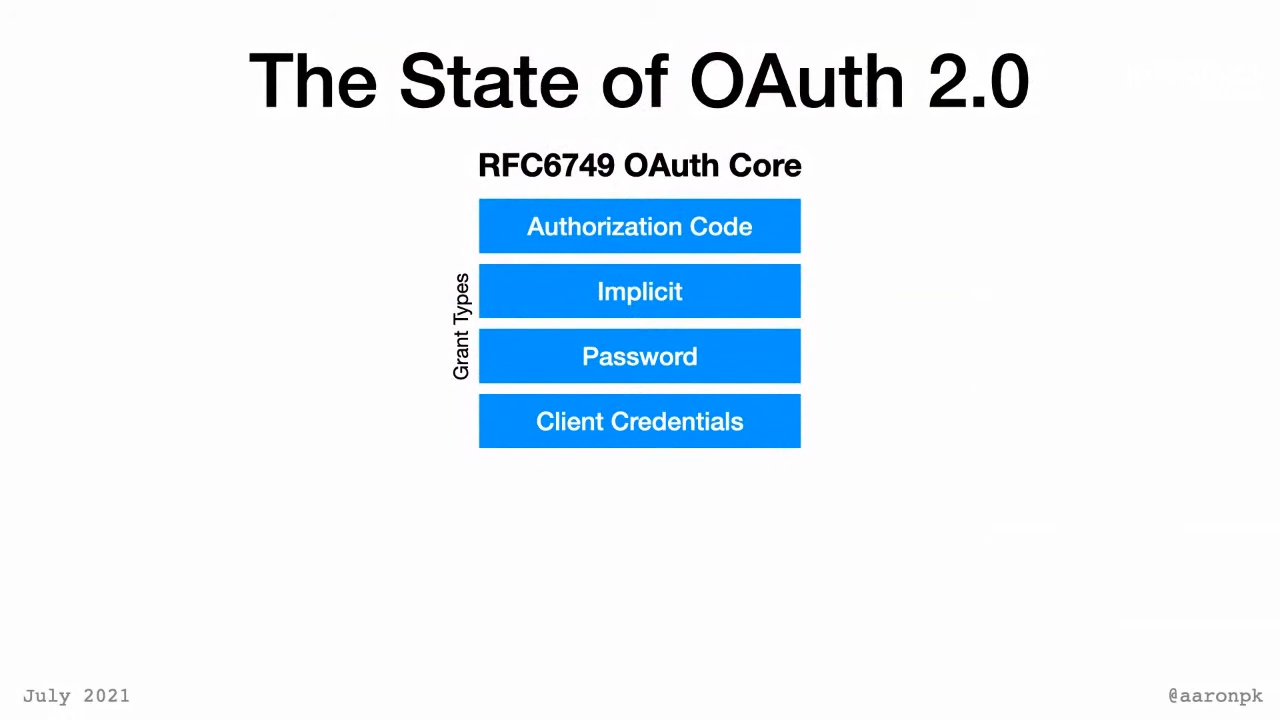 The State of OAuth 2.0
RFC6749 OAuth Core
Grant Types
Authorization Code
Implicit
Password
Client Credentials
July 2021
@aaronpk